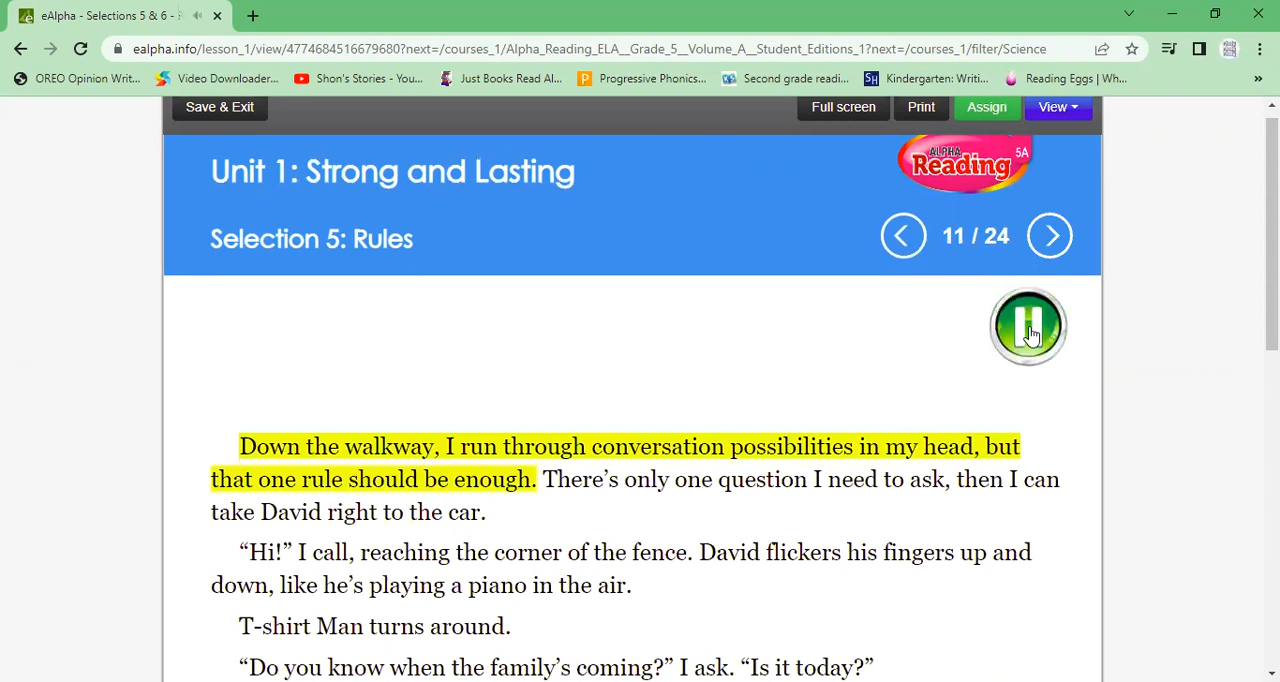 eAlpha - Selections 5 & 6 -
ealpha.info/lesson_1/view/4774684516679680?next=/courses_1/Alpha_Reading_ELA__Grade_5__Volume_A__Student_Editions_1?next=/courses_1/filter/Science
OREO Opinion Writ... Video Downloader... Shon's Stories - You... Just Books Read Al... P Progressive Phonics... Second grade readi... SH Kindergarten: Writi... Reading Eggs | Wh... »
Save & Exit Full screen Print Assign View
Unit 1: Strong and Lasting
ALPHA Reading 5A
Selection 5: Rules
11 / 24
Down the walkway, I run through conversation possibilities in my head, but
that one rule should be enough. There’s only one question I need to ask, then I can
take David right to the car.
“Hi!” I call, reaching the corner of the fence. David flickers his fingers up and
down, like he’s playing a piano in the air.
T-shirt Man turns around.
“Do you know when the family’s coming?” I ask. “Is it today?”